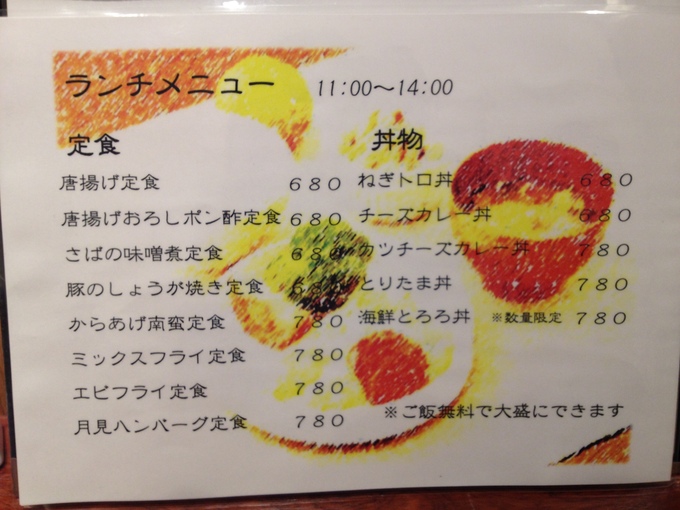 ランチメニュー 11:00～14:00
定食
唐揚げ定食 680
唐揚げおろしポン酢定食 680
さばの味噌煮定食 680
豚のしょうが焼き定食 680
からあげ南蛮定食 780
ミックスフライ定食 780
エビフライ定食 780
月見ハンバーグ定食 780
丼物
ねぎトロ丼 680
チーズカレー丼 680
カツチーズカレー丼 780
とりたま丼 780
海鮮とろろ丼 ※数量限定 780
※ご飯無料で大盛にできます